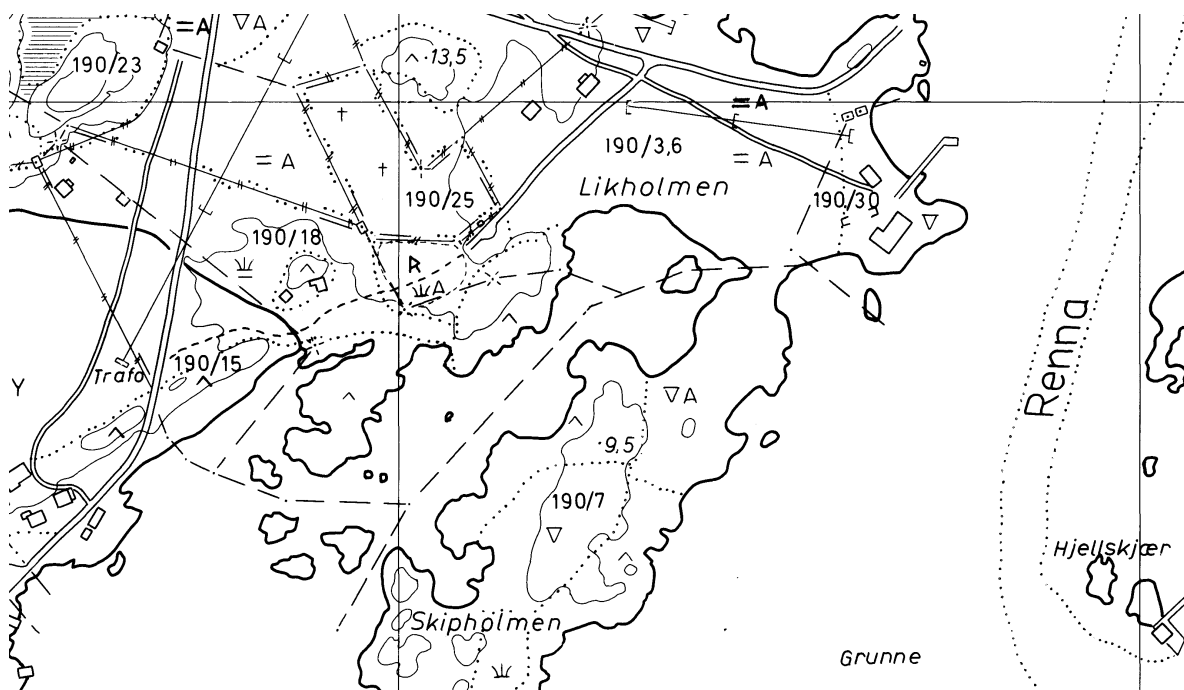 =A
A
190/23
13,5
=A
=A
190/3,6
=A
Likholmen
190/25
190/30
190/18
R
A
190/15
Trafo
Y
A
9,5
190/7
Renna
Hjellskjær
Skipholmen
Grunne